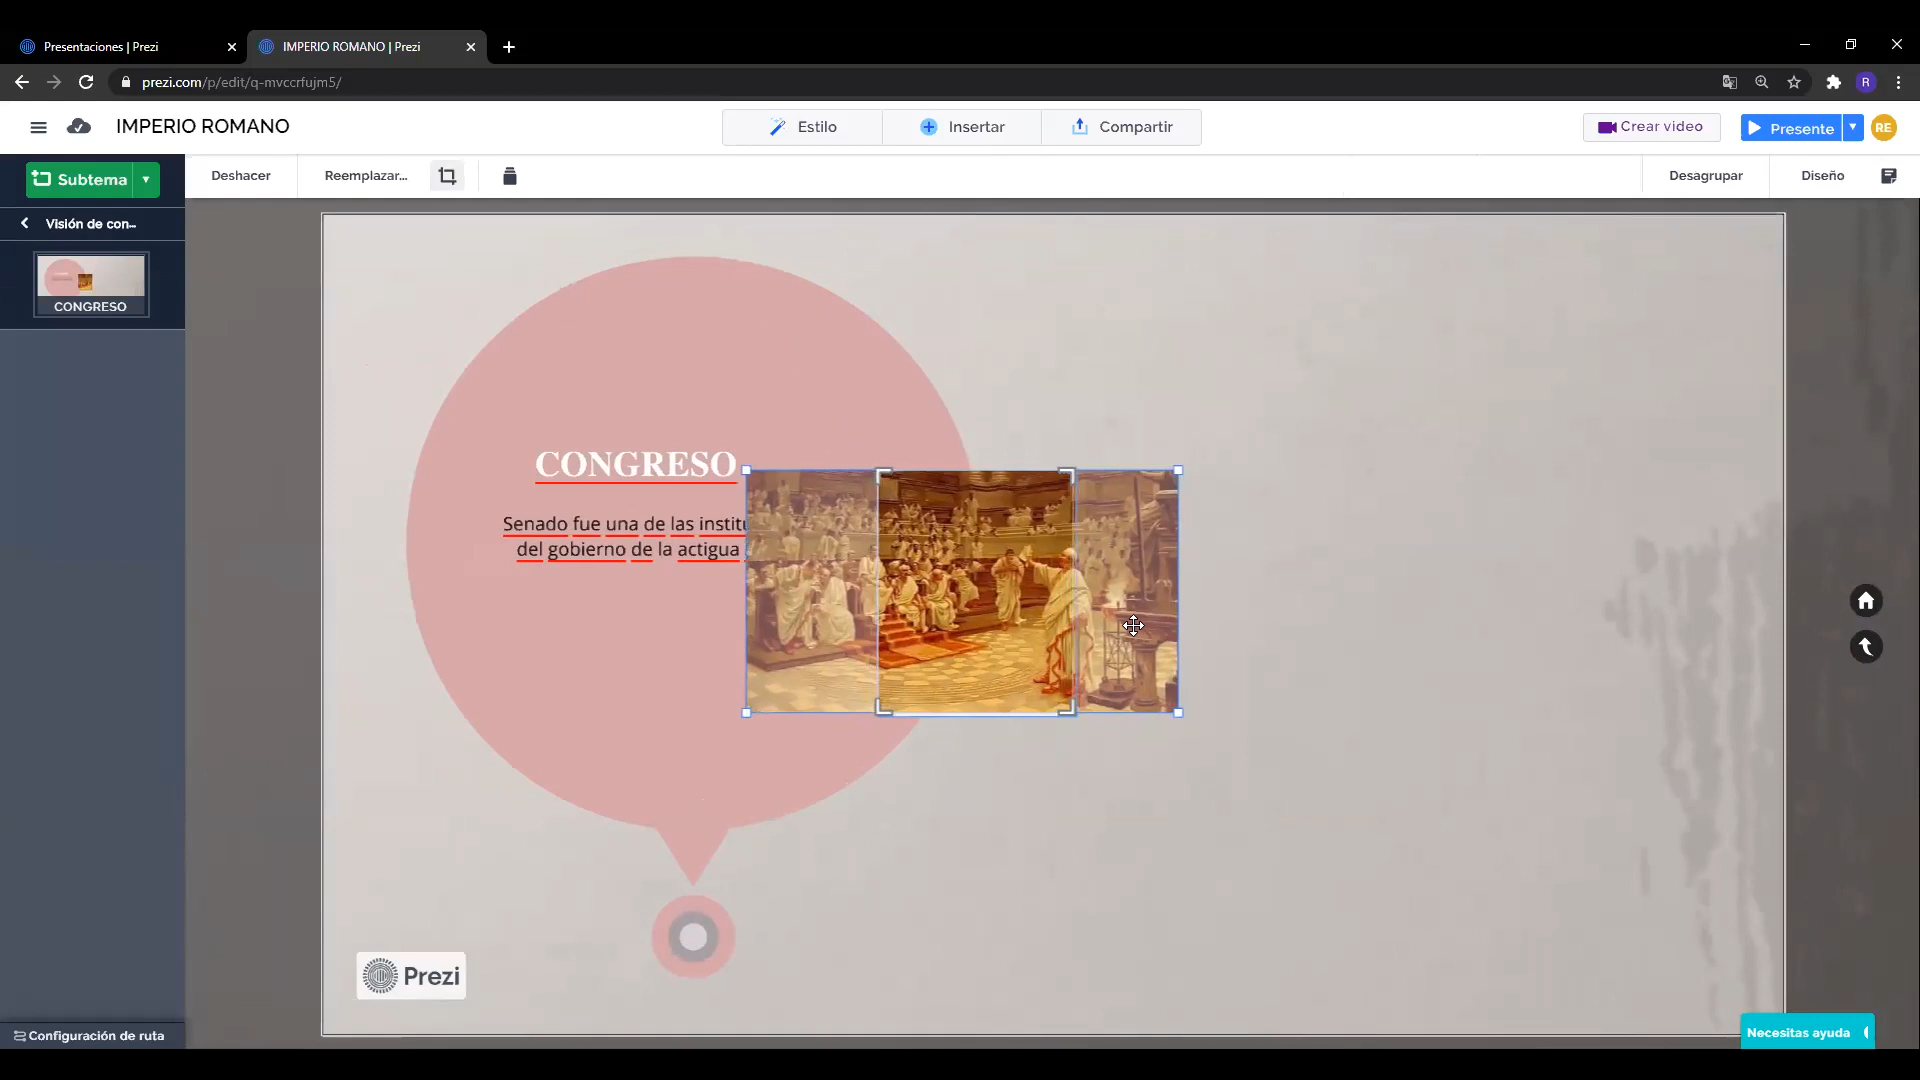 Presentaciones | Prezi
IMPERIO ROMANO | Prezi
prezi.com/p/edit/q-mvccrfujm5/
IMPERIO ROMANO
Estilo
Insertar
Compartir
Crear video
Presente
RE
Subtema
Deshacer
Reemplazar...
Desagrupar
Diseño
Visión de con...
CONGRESO
CONGRESO
Senado fue una de las institu
del gobierno de la actigua
Prezi
Configuración de ruta
Necesitas ayuda
R